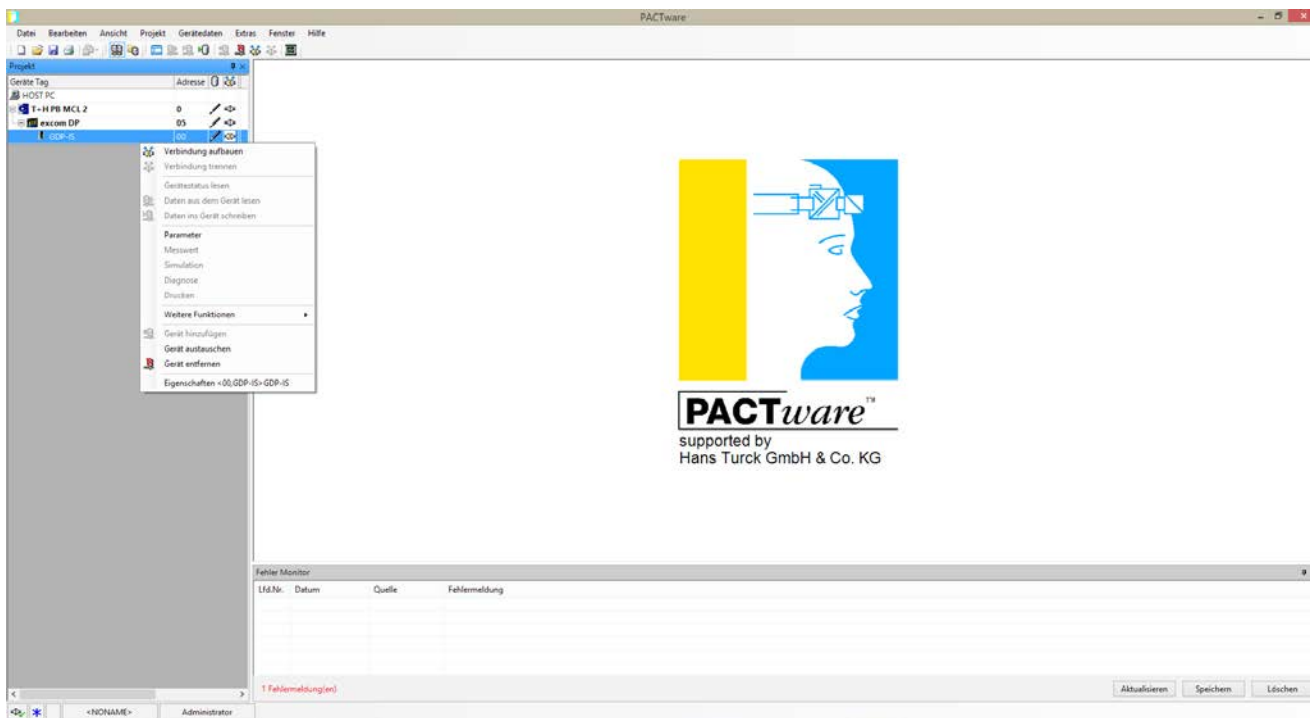 PACTware
Datei Bearbeiten Ansicht Projekt Gerätedaten Extras Fenster Hilfe
Projekt
Geräte Tag Adresse
HOST PC
T+H PB MCL 2 0
excom DP 05
GDP-IS 00
Verbindung aufbauen
Verbindung trennen
Gerätestatus lesen
Daten aus dem Gerät lesen
Daten ins Gerät schreiben
Parameter
Messwert
Simulation
Diagnose
Drucken
Weitere Funktionen
Gerät hinzufügen
Gerät austauschen
Gerät entfernen
Eigenschaften <00,GDP-IS> GDP-IS
PACTware™
supported by
Hans Turck GmbH & Co. KG
Fehler Monitor
Lfd.Nr. Datum Quelle Fehlermeldung
1 Fehlermeldung(en)
Aktualisieren Speichern Löschen
<NONAME> Administrator